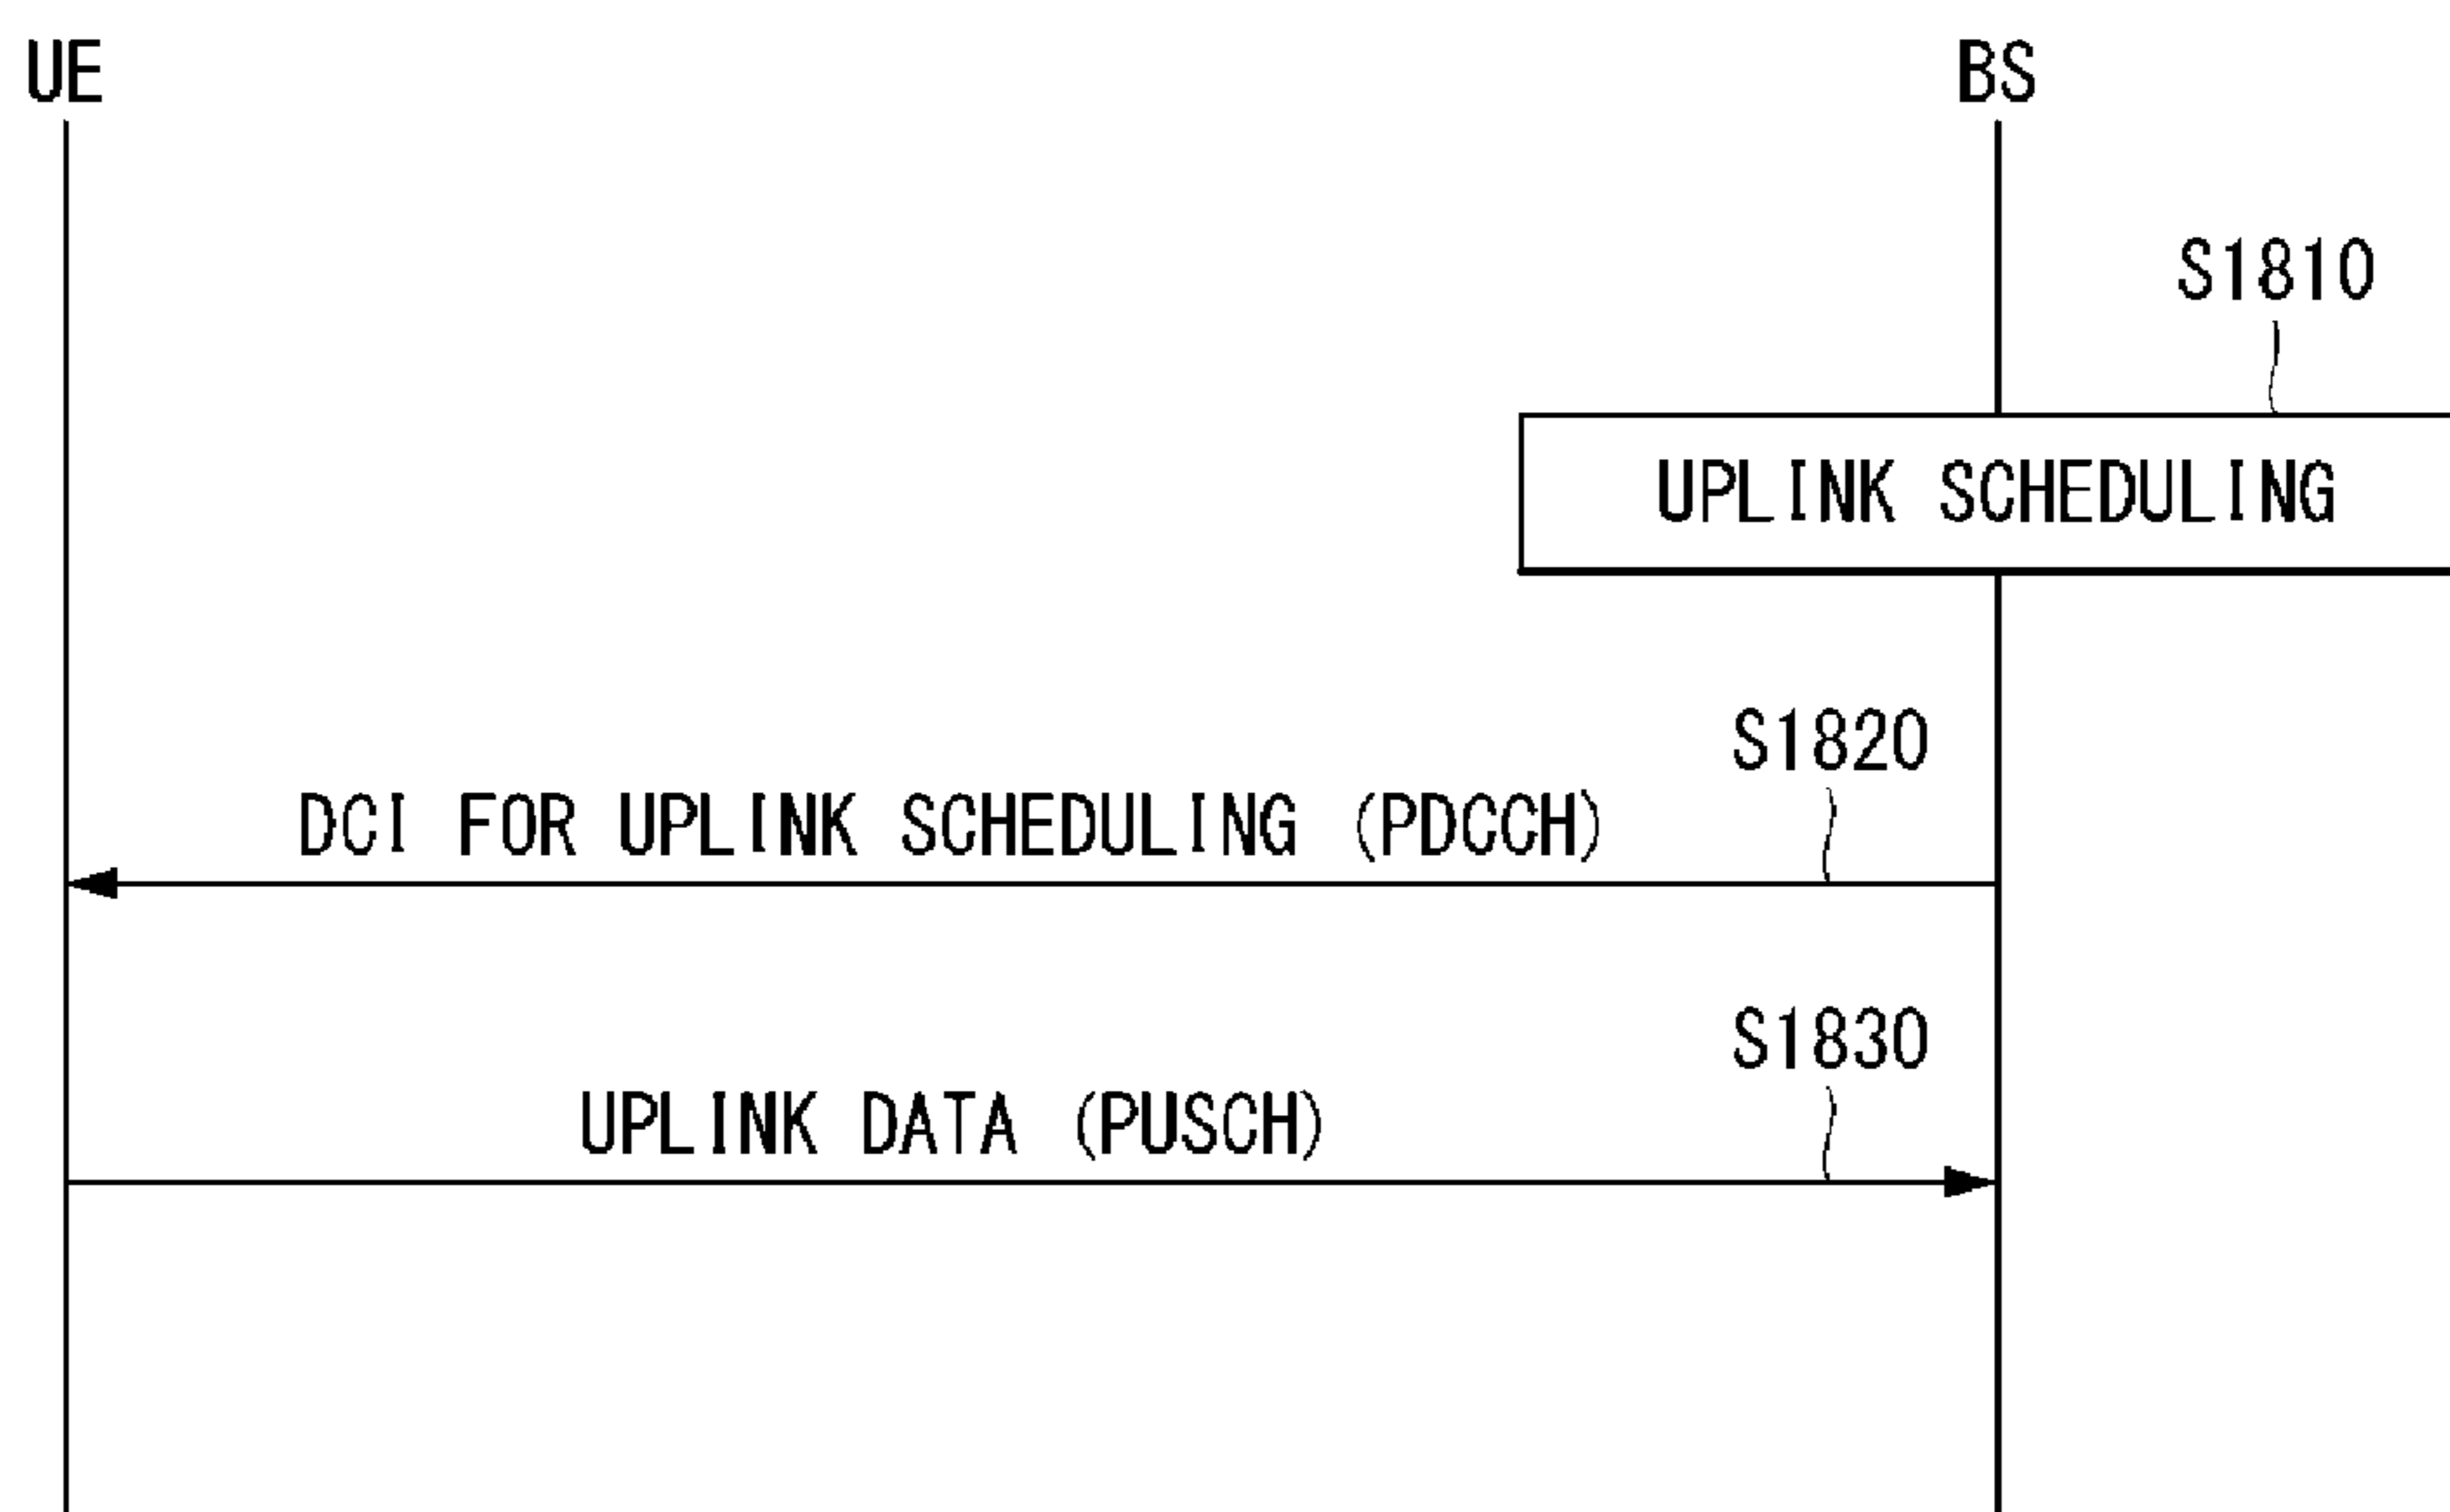 UE
BS
S1810
UPLINK SCHEDULING
S1820
DCI FOR UPLINK SCHEDULING (PDCCH)
S1830
UPLINK DATA (PUSCH)